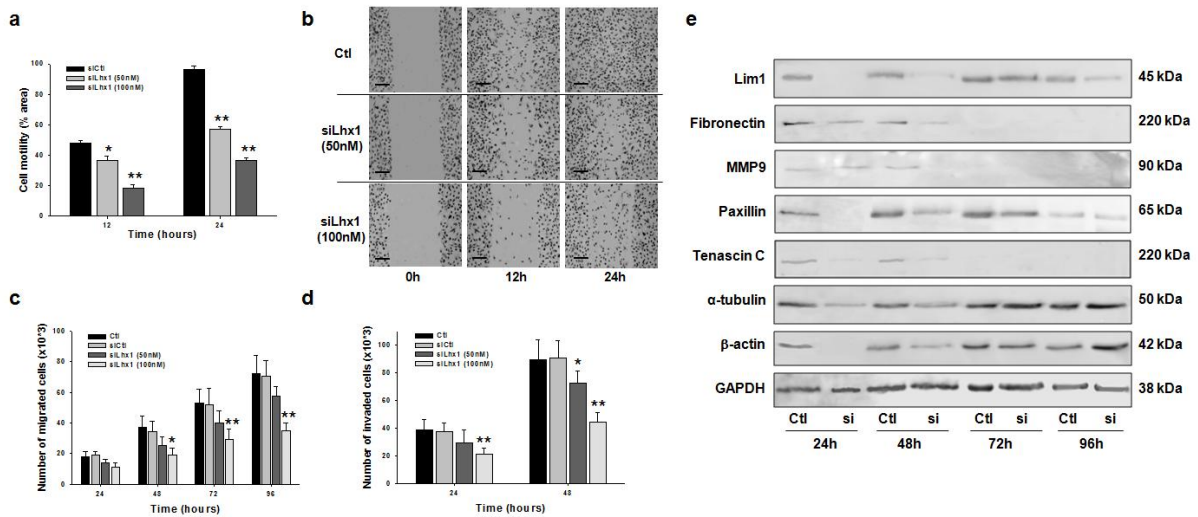 a
Cell motility (% area)
100
80
60
40
20
0
siCtl
siLhx1 (50nM)
siLhx1 (100nM)
*
**
**
**
12
24
Time (hours)
b
Ctl
siLhx1
(50nM)
siLhx1
(100nM)
0h
12h
24h
c
Number of migrated cells (x10^3)
100
80
60
40
20
0
Ctl
siCtl
siLhx1 (50nM)
siLhx1 (100nM)
*
**
**
24
48
72
96
Time (hours)
d
Number of invaded cells (x10^3)
100
80
60
40
20
0
Ctl
siCtl
siLhx1 (50nM)
siLhx1 (100nM)
**
*
**
24
48
Time (hours)
e
Lim1 45 kDa
Fibronectin 220 kDa
MMP9 90 kDa
Paxillin 65 kDa
Tenascin C 220 kDa
α-tubulin 50 kDa
β-actin 42 kDa
GAPDH 38 kDa
Ctl si Ctl si Ctl si Ctl si
24h 48h 72h 96h